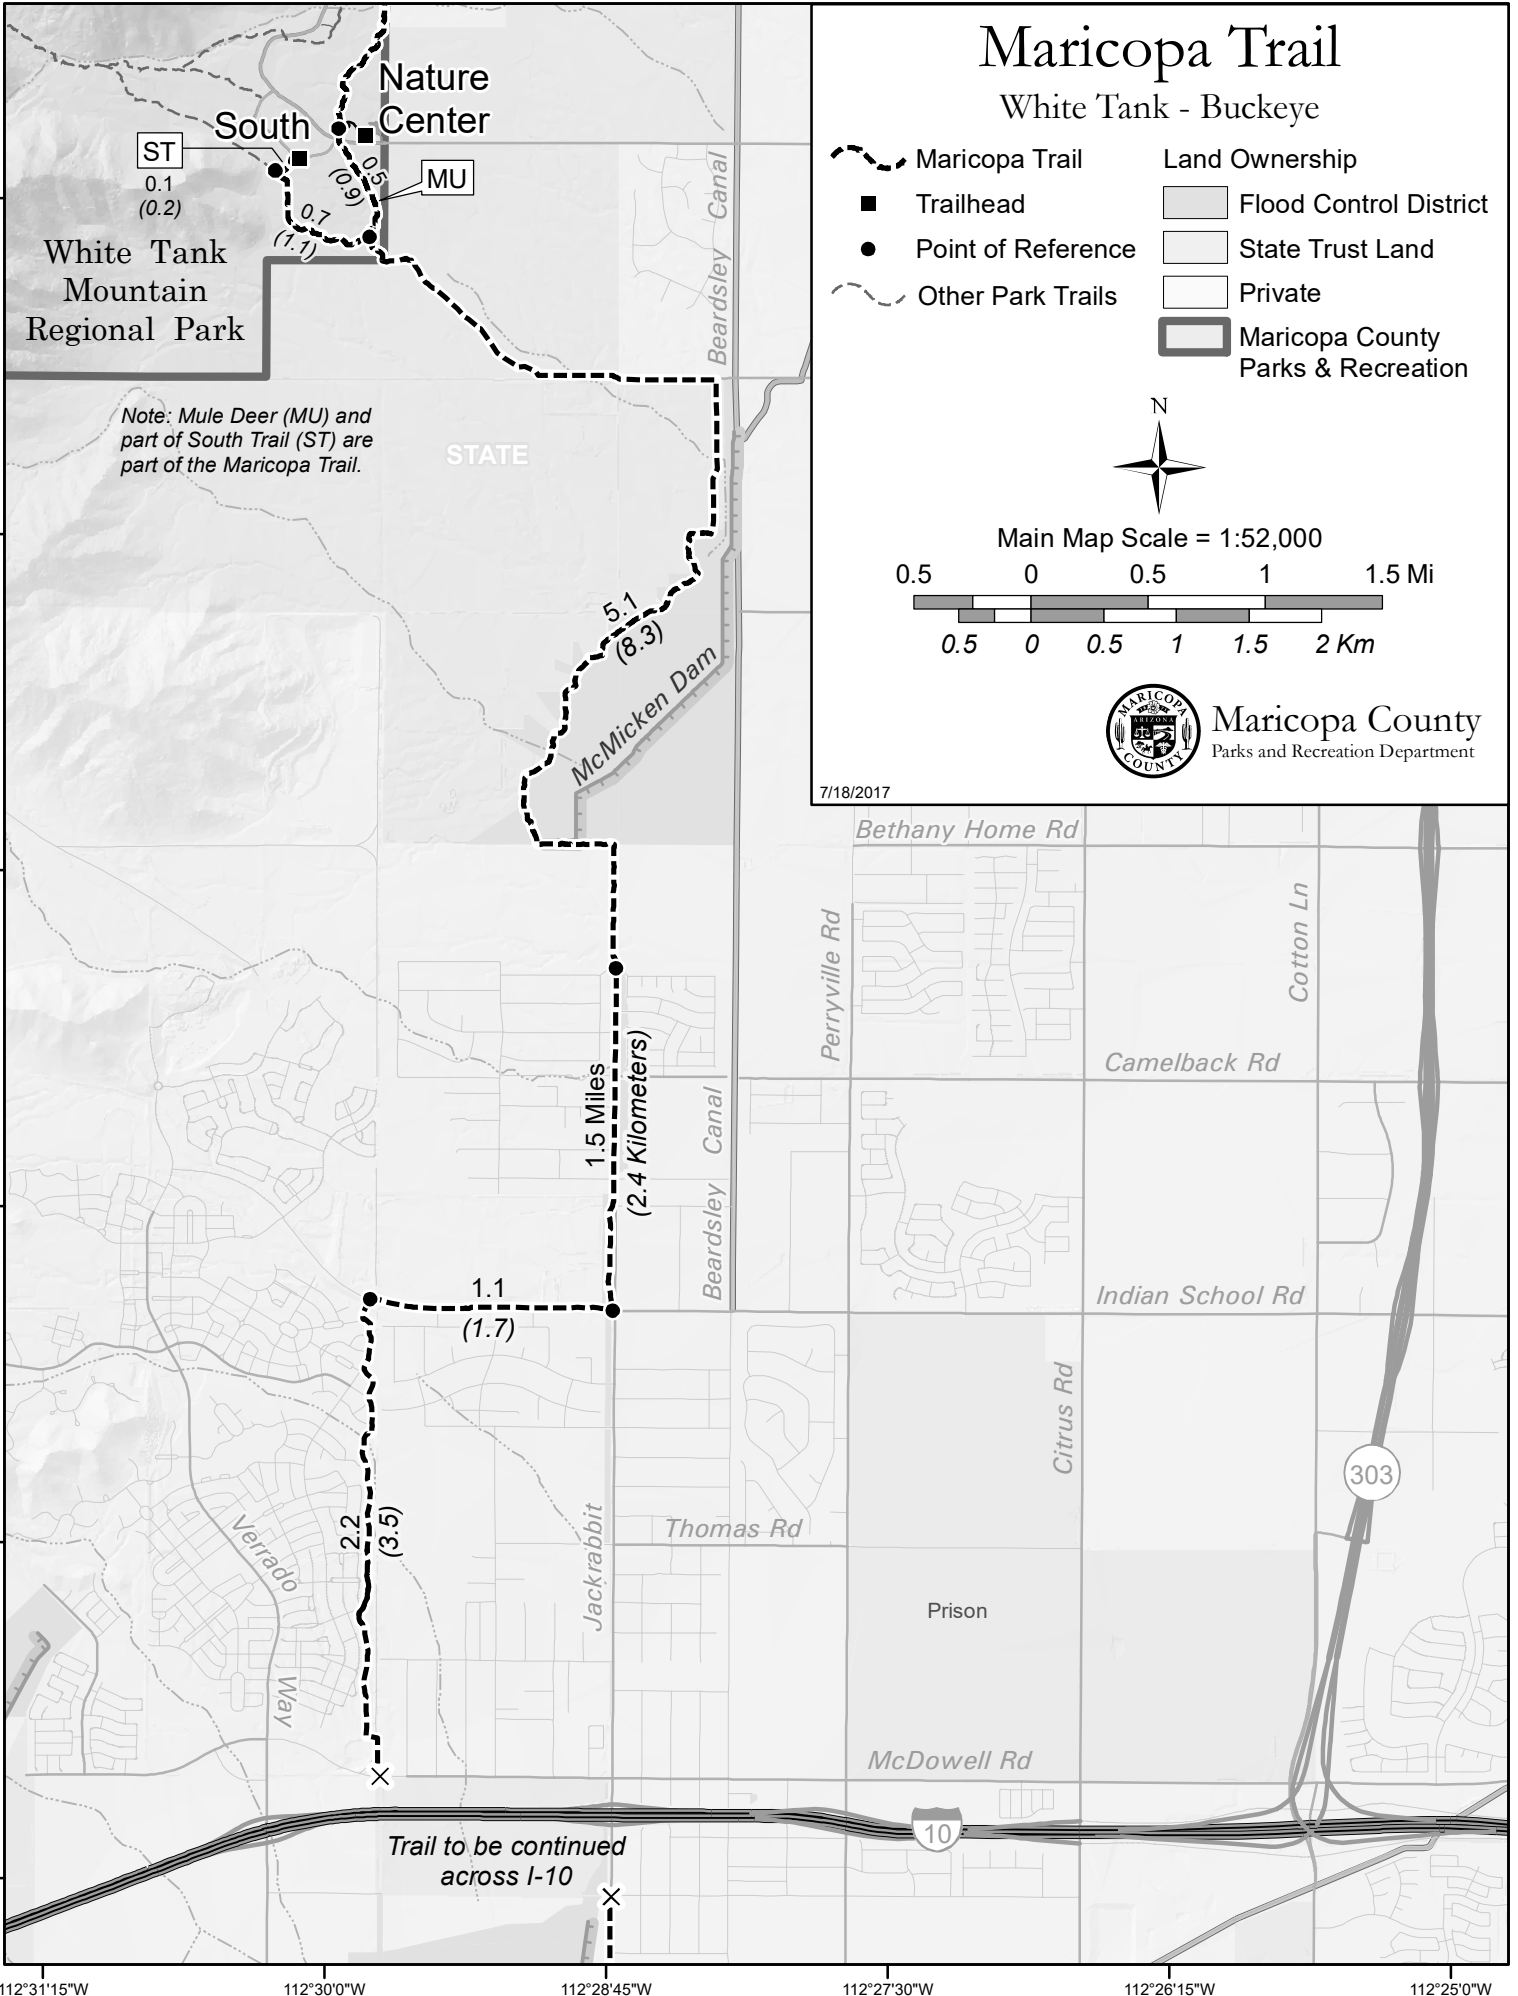 Maricopa Trail
White Tank - Buckeye
Maricopa Trail
Trailhead
Point of Reference
Other Park Trails
Land Ownership
Flood Control District
State Trust Land
Private
Maricopa County
Parks & Recreation
N
Main Map Scale = 1:52,000
0.5 0 0.5 1 1.5 Mi
0.5 0 0.5 1 1.5 2 Km
MARICOPA
ARIZONA
COUNTY
Maricopa County
Parks and Recreation Department
7/18/2017
Nature
Center
South
ST
0.1
(0.2)
MU
0.5
(0.9)
0.7
(1.1)
White Tank
Mountain
Regional Park
Note: Mule Deer (MU) and
part of South Trail (ST) are
part of the Maricopa Trail.
STATE
Beardsley Canal
5.1
(8.3)
McMicken Dam
Bethany Home Rd
Perryville Rd
Cotton Ln
Camelback Rd
1.5 Miles
(2.4 Kilometers)
Beardsley Canal
1.1
(1.7)
Indian School Rd
Citrus Rd
303
2.2
(3.5)
Verrado
Way
Jackrabbit
Thomas Rd
Prison
McDowell Rd
10
Trail to be continued
across I-10
112°31'15"W 112°30'0"W 112°28'45"W 112°27'30"W 112°26'15"W 112°25'0"W